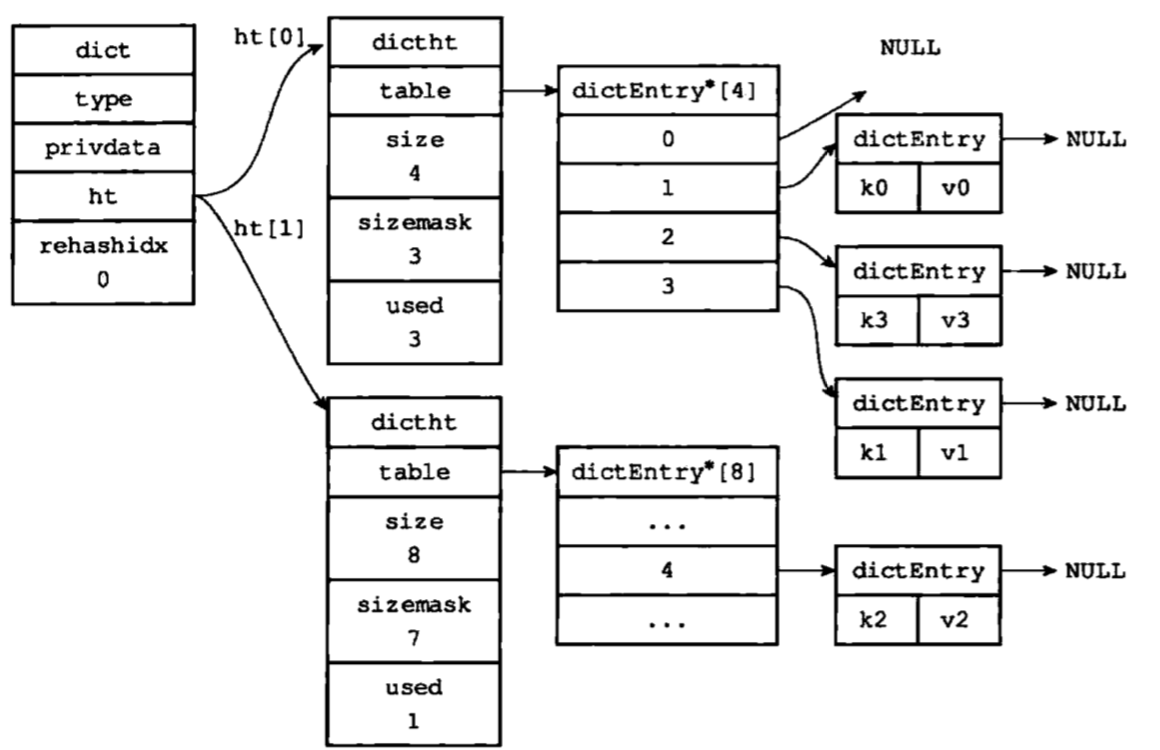 dict
type
privdata
ht
rehashidx
0
ht[0]
ht[1]
dictht
table
size
4
sizemask
3
used
3
dictEntry*[4]
0
1
2
3
NULL
dictEntry
k0 v0
NULL
dictEntry
k3 v3
NULL
dictEntry
k1 v1
NULL
dictht
table
size
8
sizemask
7
used
1
dictEntry*[8]
...
4
...
dictEntry
k2 v2
NULL